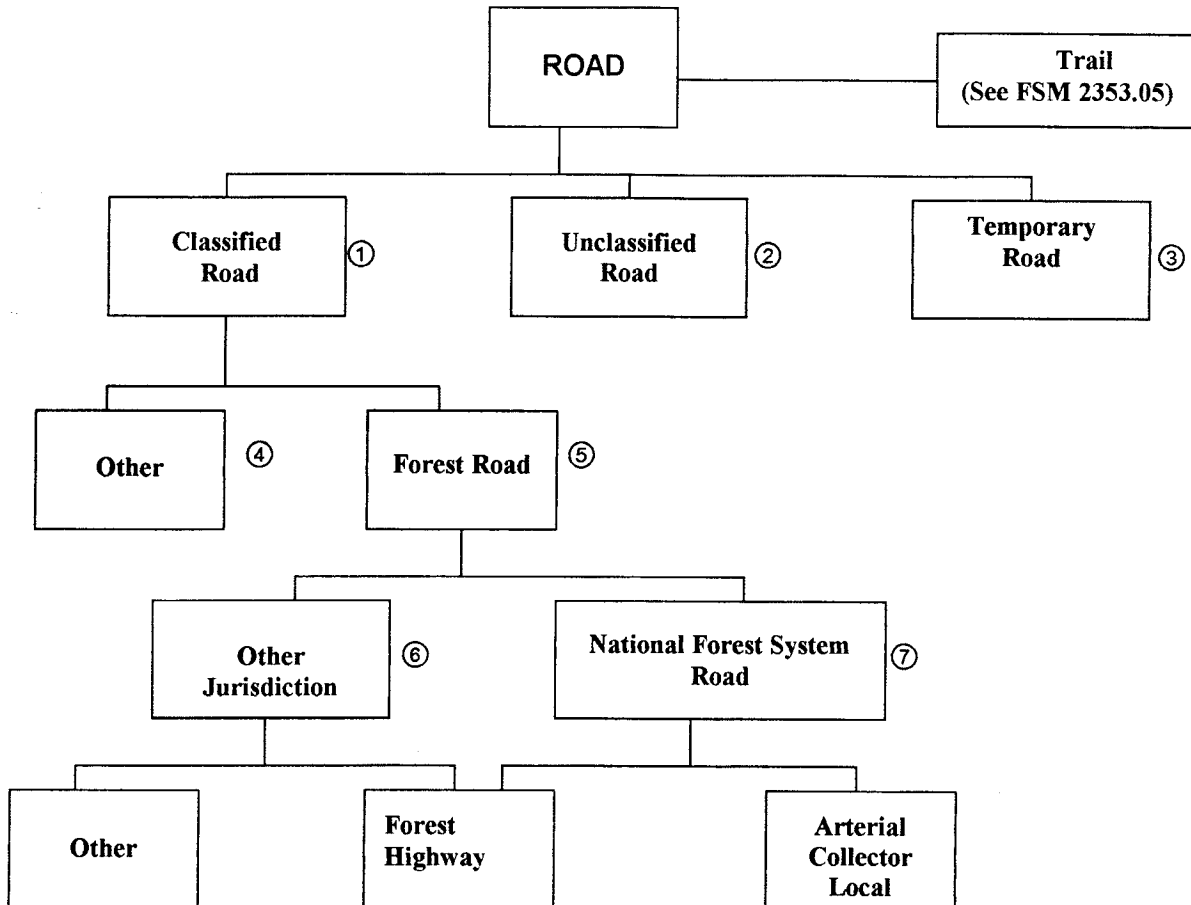 ROAD
Trail
(See FSM 2353.05)
Classified
Road
①
Unclassified
Road
②
Temporary
Road
③
Other
④
Forest Road
⑤
Other
Jurisdiction
⑥
National Forest System
Road
⑦
Other
Forest
Highway
Arterial
Collector
Local